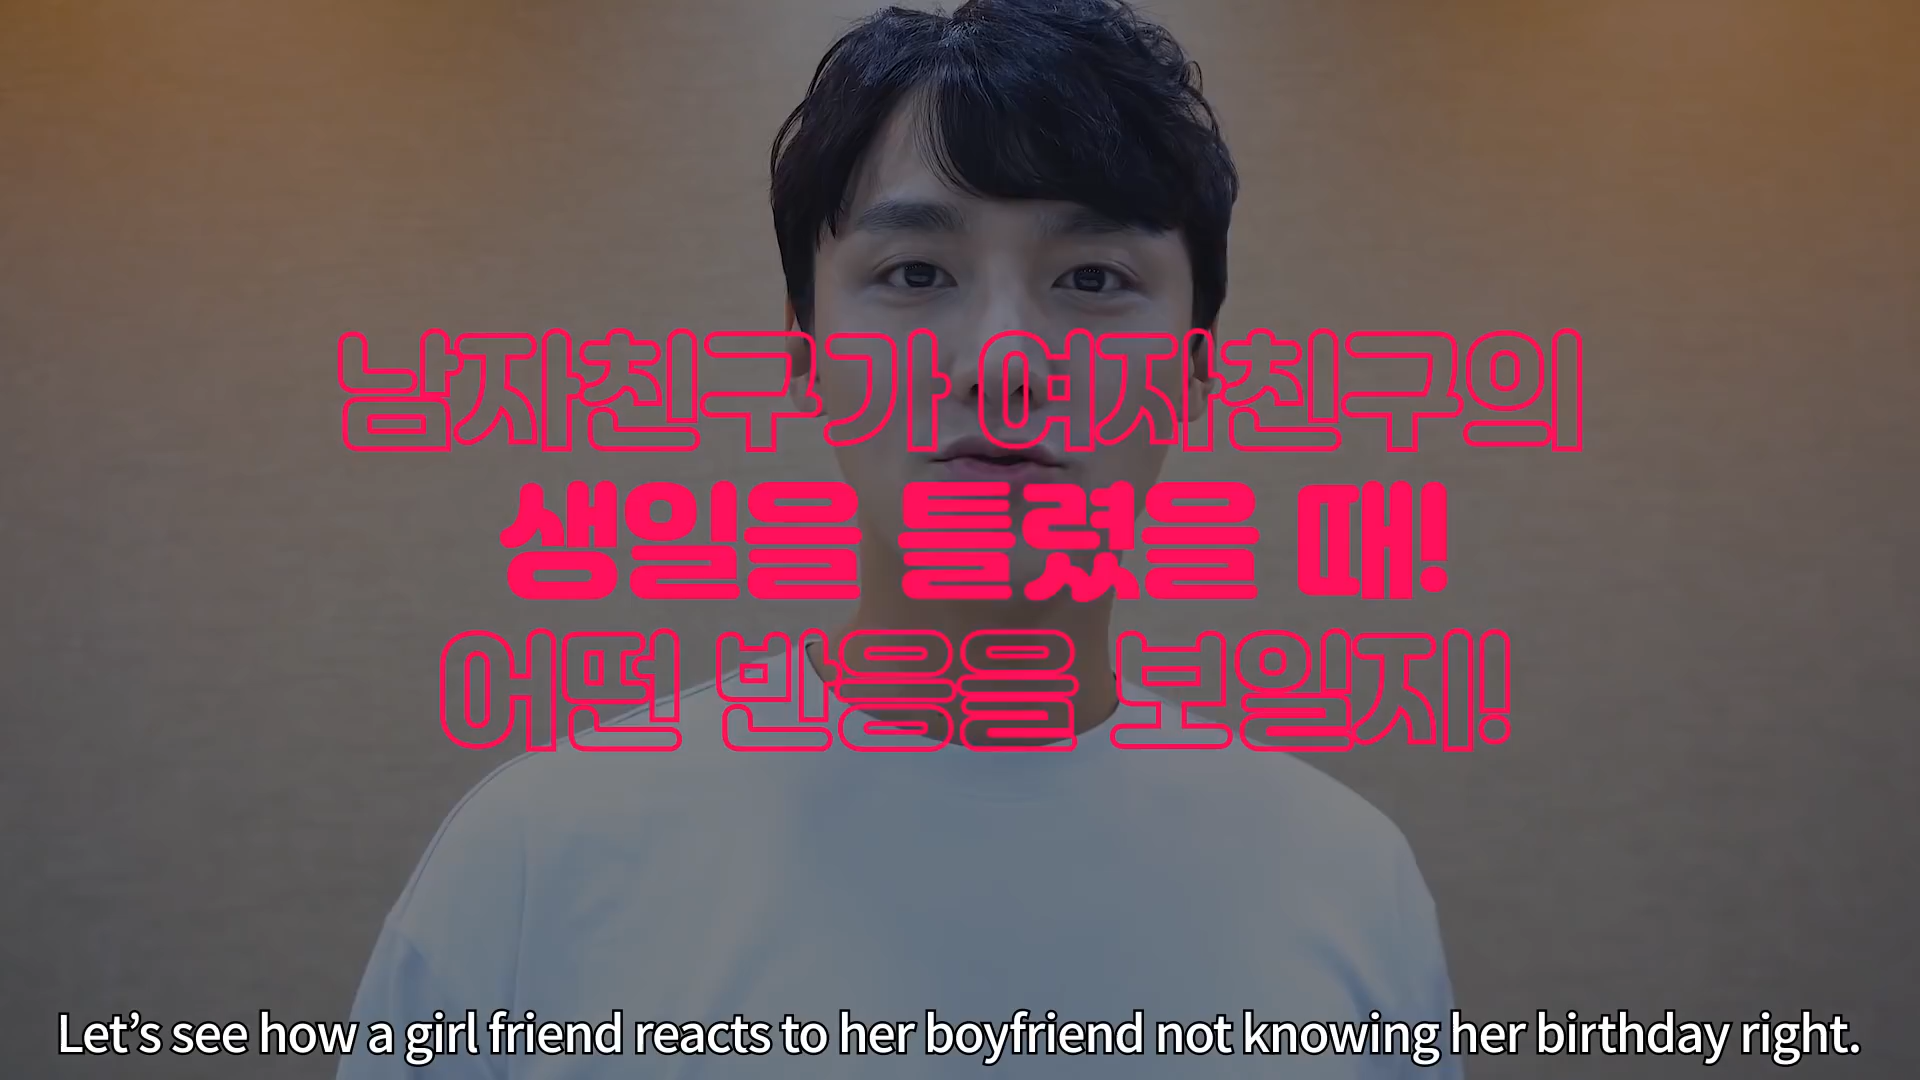 남자친구가 여자친구의
생일을 틀렸을 때!
어떤 반응을 보일지!
Let’s see how a girl friend reacts to her boyfriend not knowing her birthday right.